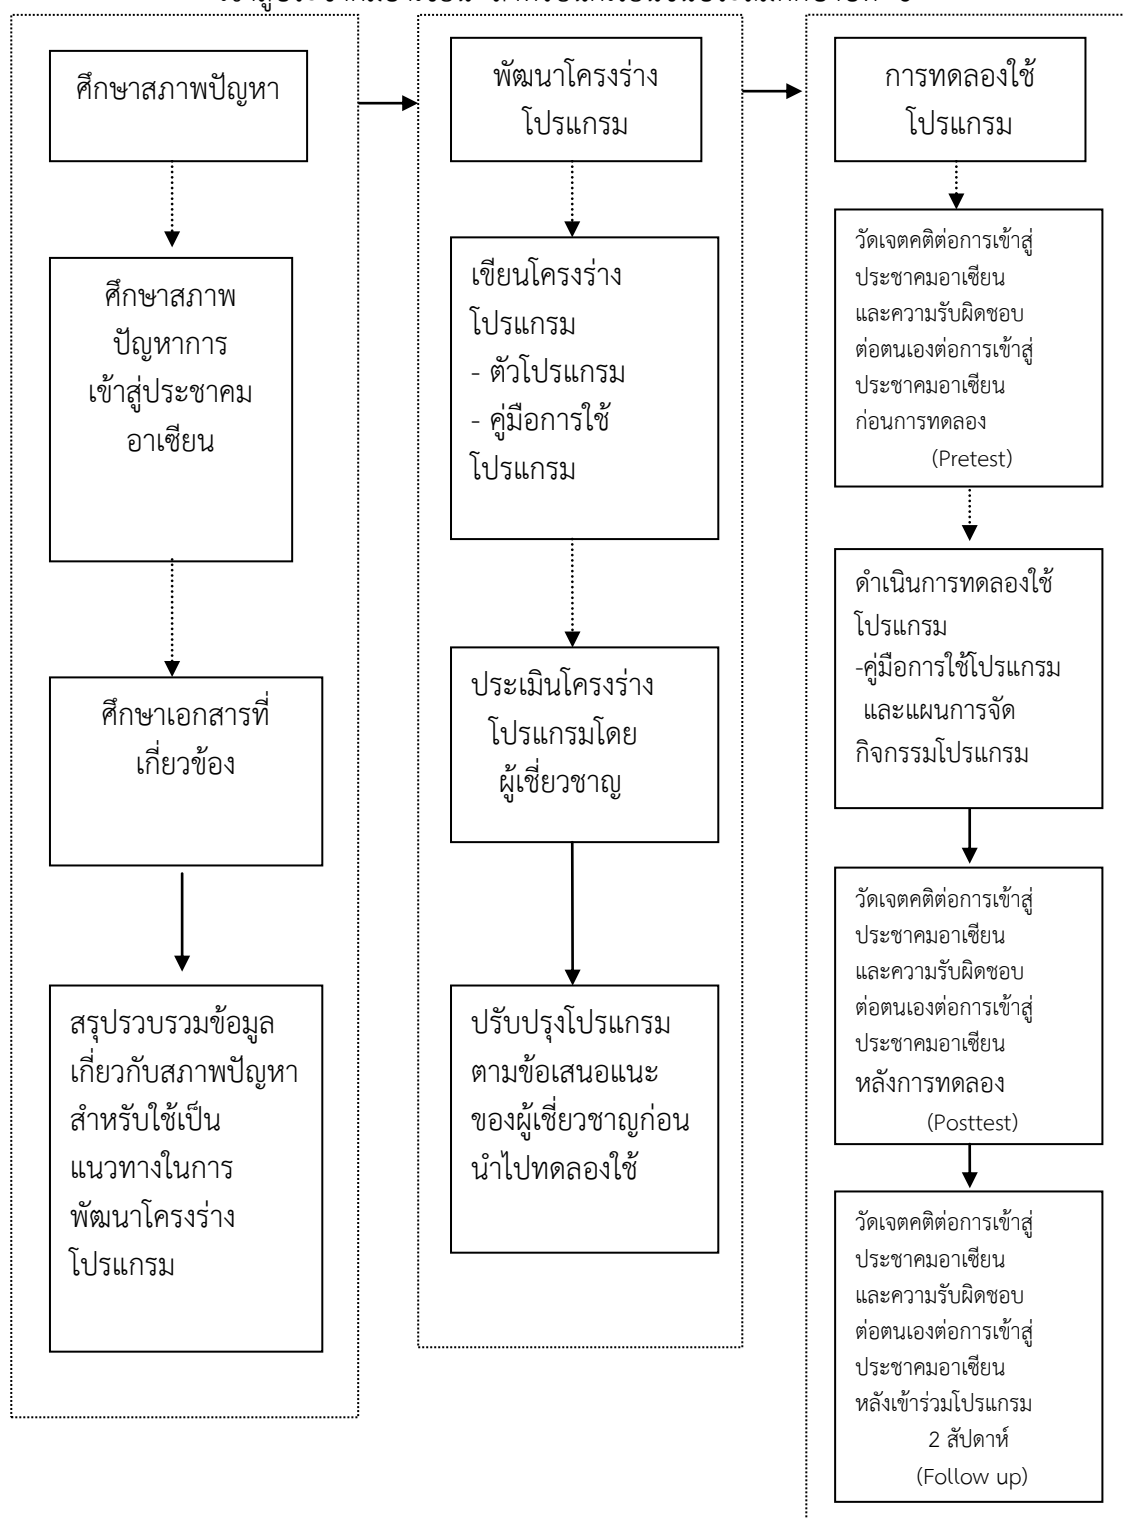 ศึกษาสภาพปัญหา
ศึกษาสภาพ
ปัญหาการ
เข้าสู่ประชาคม
อาเซียน
ศึกษาเอกสารที่
เกี่ยวข้อง
สรุปรวบรวมข้อมูล
เกี่ยวกับสภาพปัญหา
สำหรับใช้เป็น
แนวทางในการ
พัฒนาโครงร่าง
โปรแกรม
พัฒนาโครงร่าง
โปรแกรม
เขียนโครงร่าง
โปรแกรม
- ตัวโปรแกรม
- คู่มือการใช้
โปรแกรม
ประเมินโครงร่าง
โปรแกรมโดย
ผู้เชี่ยวชาญ
ปรับปรุงโปรแกรม
ตามข้อเสนอแนะ
ของผู้เชี่ยวชาญก่อน
นำไปทดลองใช้
การทดลองใช้
โปรแกรม
วัดเจตคติต่อการเข้าสู่
ประชาคมอาเซียน
และความรับผิดชอบ
ต่อตนเองต่อการเข้าสู่
ประชาคมอาเซียน
ก่อนการทดลอง
(Pretest)
ดำเนินการทดลองใช้
โปรแกรม
-คู่มือการใช้โปรแกรม
และแผนการจัด
กิจกรรมโปรแกรม
วัดเจตคติต่อการเข้าสู่
ประชาคมอาเซียน
และความรับผิดชอบ
ต่อตนเองต่อการเข้าสู่
ประชาคมอาเซียน
หลังการทดลอง
(Posttest)
วัดเจตคติต่อการเข้าสู่
ประชาคมอาเซียน
และความรับผิดชอบ
ต่อตนเองต่อการเข้าสู่
ประชาคมอาเซียน
หลังเข้าร่วมโปรแกรม
2 สัปดาห์
(Follow up)